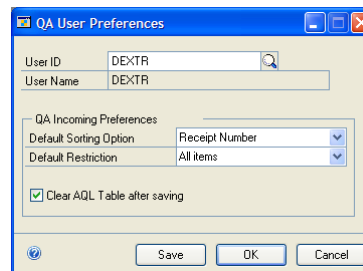 QA User Preferences
User ID DEXTR
User Name DEXTR
QA Incoming Preferences
Default Sorting Option Receipt Number
Default Restriction All items
Clear AQL Table after saving
Save OK Cancel